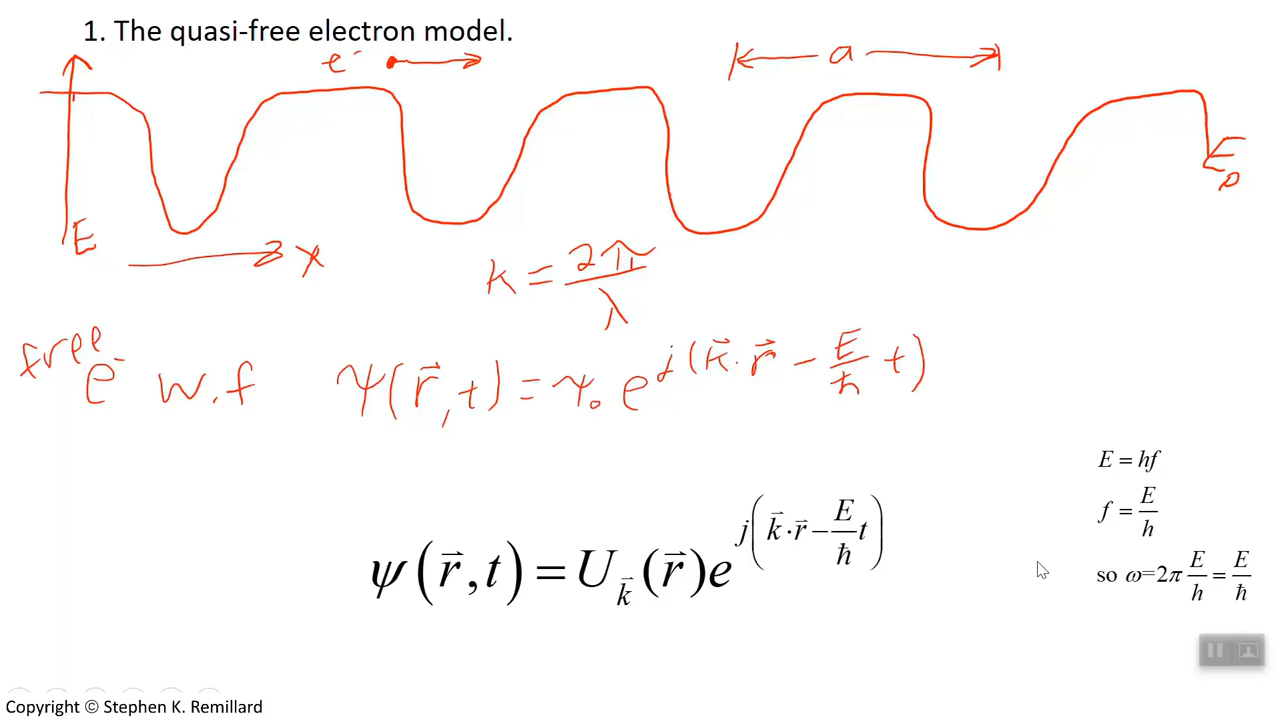 1. The quasi-free electron model.
e⁻
a
E₀
E
x
k = 2π/λ
free
e⁻ w.f ψ(r⃗,t) = ψ₀ e^{j(k⃗·r⃗ − E/ħ t)}
E = hf
f = E/h
so ω=2π E/h = E/ħ
ψ(r⃗,t) = U_k⃗(r⃗)e^{j(k⃗·r⃗ − E/ħ t)}
Copyright © Stephen K. Remillard